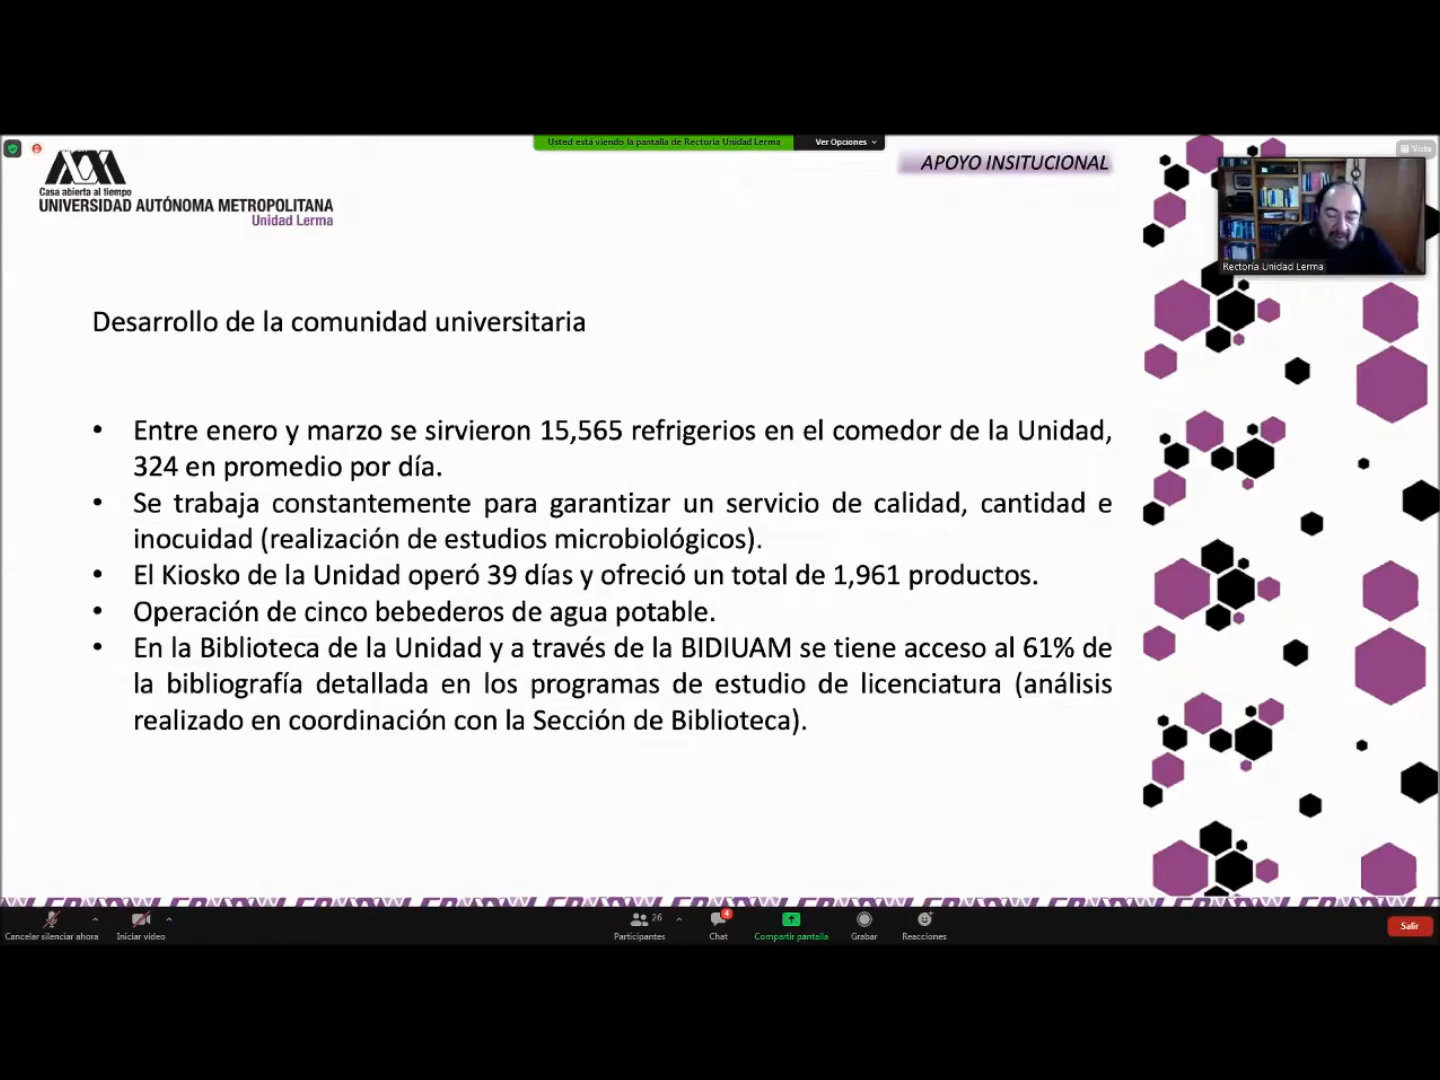 Usted está viendo la pantalla de Rectoría Unidad Lerma
Ver Opciones
Vista
Casa abierta al tiempo
UNIVERSIDAD AUTÓNOMA METROPOLITANA
Unidad Lerma
APOYO INSITUCIONAL
Rectoría Unidad Lerma
Desarrollo de la comunidad universitaria
• Entre enero y marzo se sirvieron 15,565 refrigerios en el comedor de la Unidad,
324 en promedio por día.
• Se trabaja constantemente para garantizar un servicio de calidad, cantidad e
inocuidad (realización de estudios microbiológicos).
• El Kiosko de la Unidad operó 39 días y ofreció un total de 1,961 productos.
• Operación de cinco bebederos de agua potable.
• En la Biblioteca de la Unidad y a través de la BIDIUAM se tiene acceso al 61% de
la bibliografía detallada en los programas de estudio de licenciatura (análisis
realizado en coordinación con la Sección de Biblioteca).
Cancelar silenciar ahora
Iniciar video
26
Participantes
4
Chat
Compartir pantalla
Grabar
Reacciones
Salir